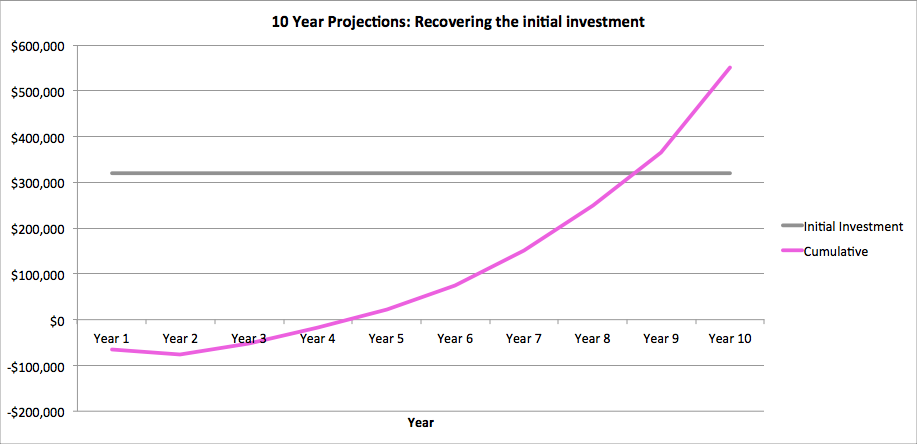 10 Year Projections: Recovering the initial investment
$600,000
$500,000
$400,000
$300,000
$200,000
$100,000
$0
-$100,000
-$200,000
Year 1 Year 2 Year 3 Year 4 Year 5 Year 6 Year 7 Year 8 Year 9 Year 10
Year
Initial Investment
Cumulative